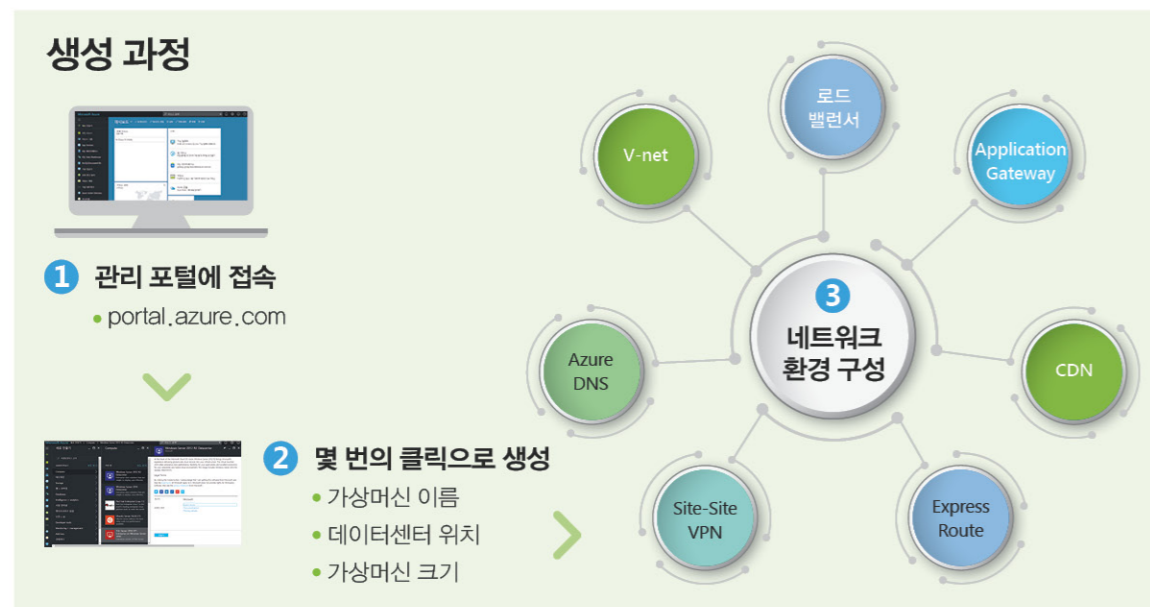 생성 과정
1 관리 포털에 접속
• portal.azure.com
2 몇 번의 클릭으로 생성
• 가상머신 이름
• 데이터센터 위치
• 가상머신 크기
3
네트워크
환경 구성
로드
밸런서
Application
Gateway
CDN
Express
Route
Site-Site
VPN
Azure
DNS
V-net